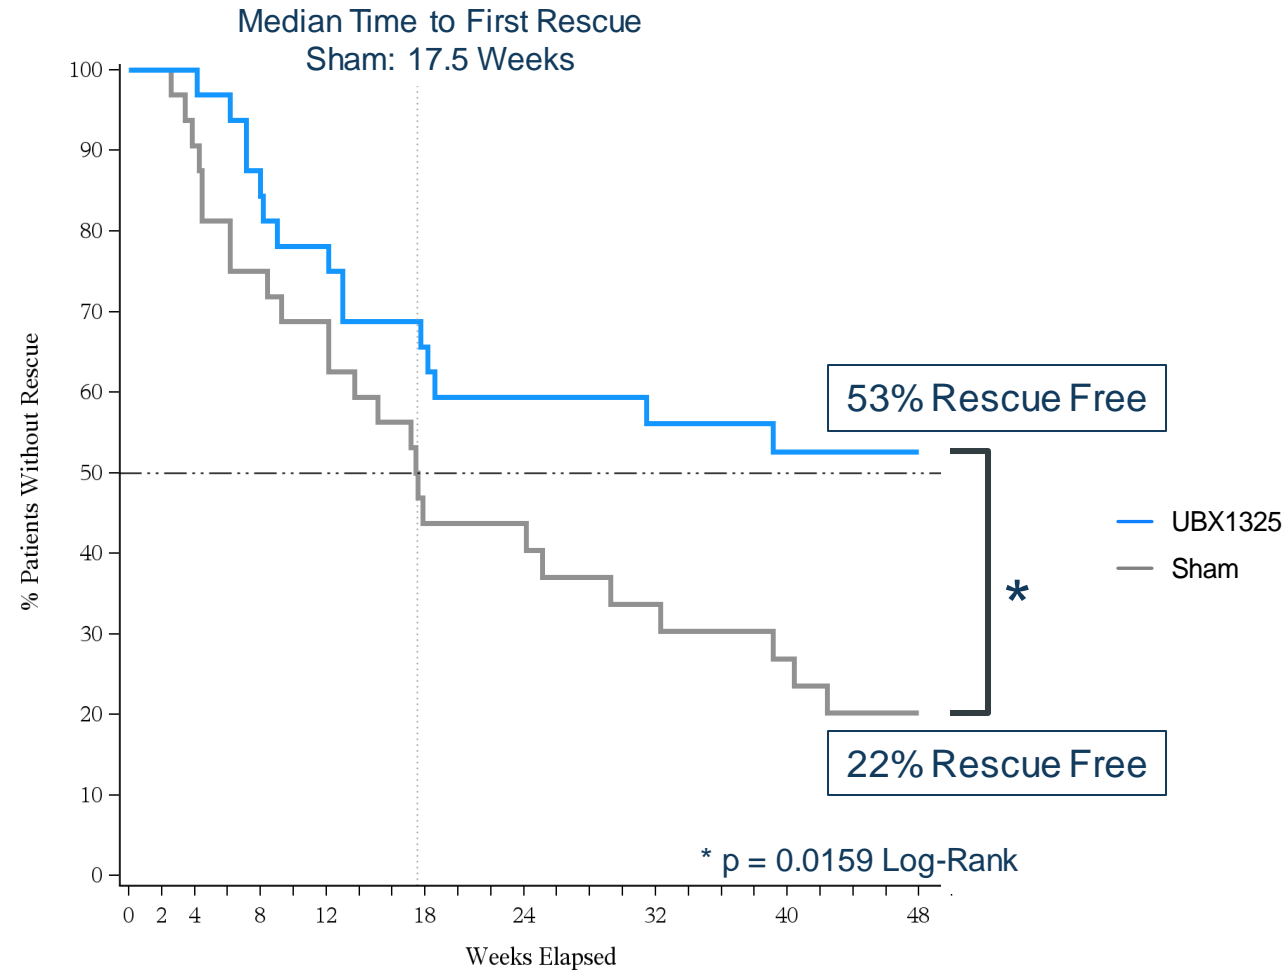 Median Time to First Rescue
Sham: 17.5 Weeks
100
90
80
70
60
50
40
30
20
10
0
% Patients Without Rescue
53% Rescue Free
UBX1325
Sham
*
22% Rescue Free
* p = 0.0159 Log-Rank
0 2 4 8 12 18 24 32 40 48
Weeks Elapsed